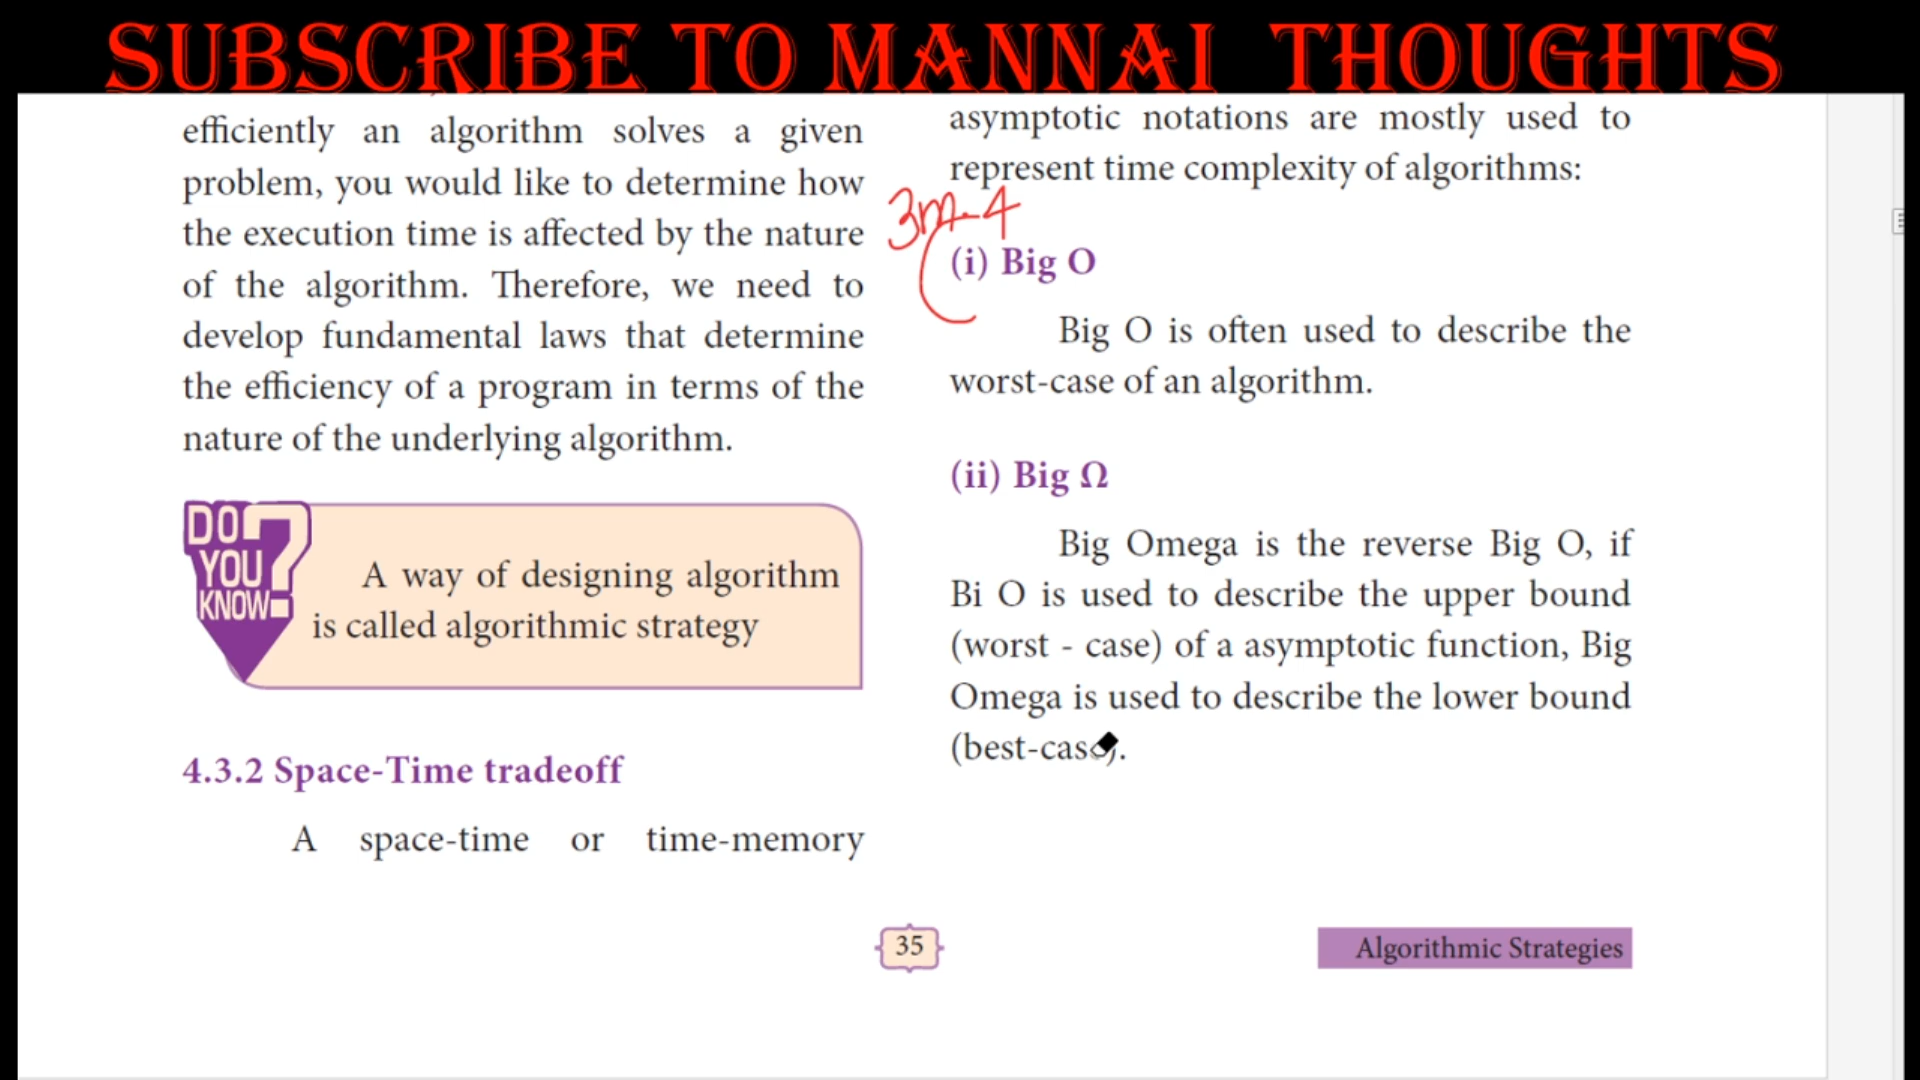 SUBSCRIBE TO MANNAI THOUGHTS
efficiently an algorithm solves a given
problem, you would like to determine how
the execution time is affected by the nature
of the algorithm. Therefore, we need to
develop fundamental laws that determine
the efficiency of a program in terms of the
nature of the underlying algorithm.
DO
YOU
KNOW
?
A way of designing algorithm
is called algorithmic strategy
4.3.2 Space-Time tradeoff
A space-time or time-memory
asymptotic notations are mostly used to
represent time complexity of algorithms:
3m-4
(i) Big O
Big O is often used to describe the
worst-case of an algorithm.
(ii) Big Ω
Big Omega is the reverse Big O, if
Bi O is used to describe the upper bound
(worst - case) of a asymptotic function, Big
Omega is used to describe the lower bound
(best-case).
35
Algorithmic Strategies